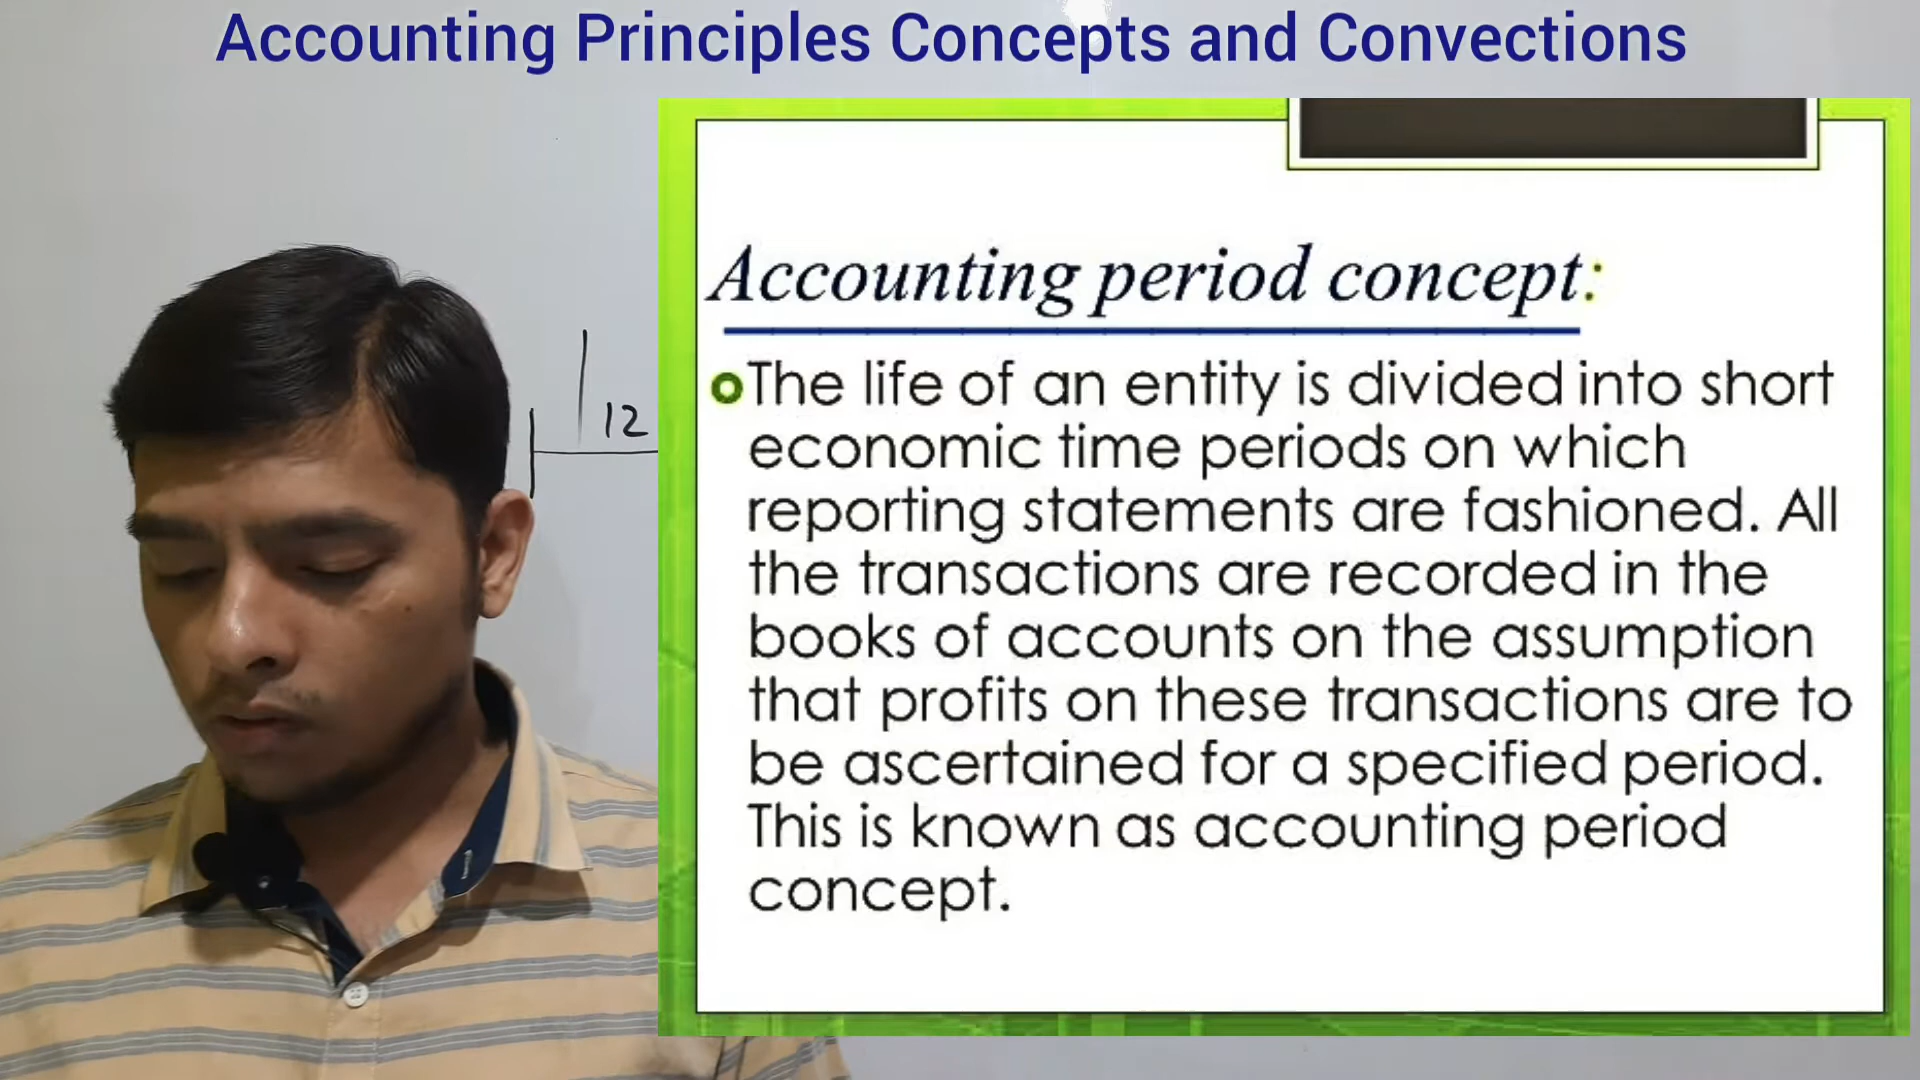 Accounting Principles Concepts and Convections
12
Accounting period concept:
The life of an entity is divided into short
economic time periods on which
reporting statements are fashioned. All
the transactions are recorded in the
books of accounts on the assumption
that profits on these transactions are to
be ascertained for a specified period.
This is known as accounting period
concept.